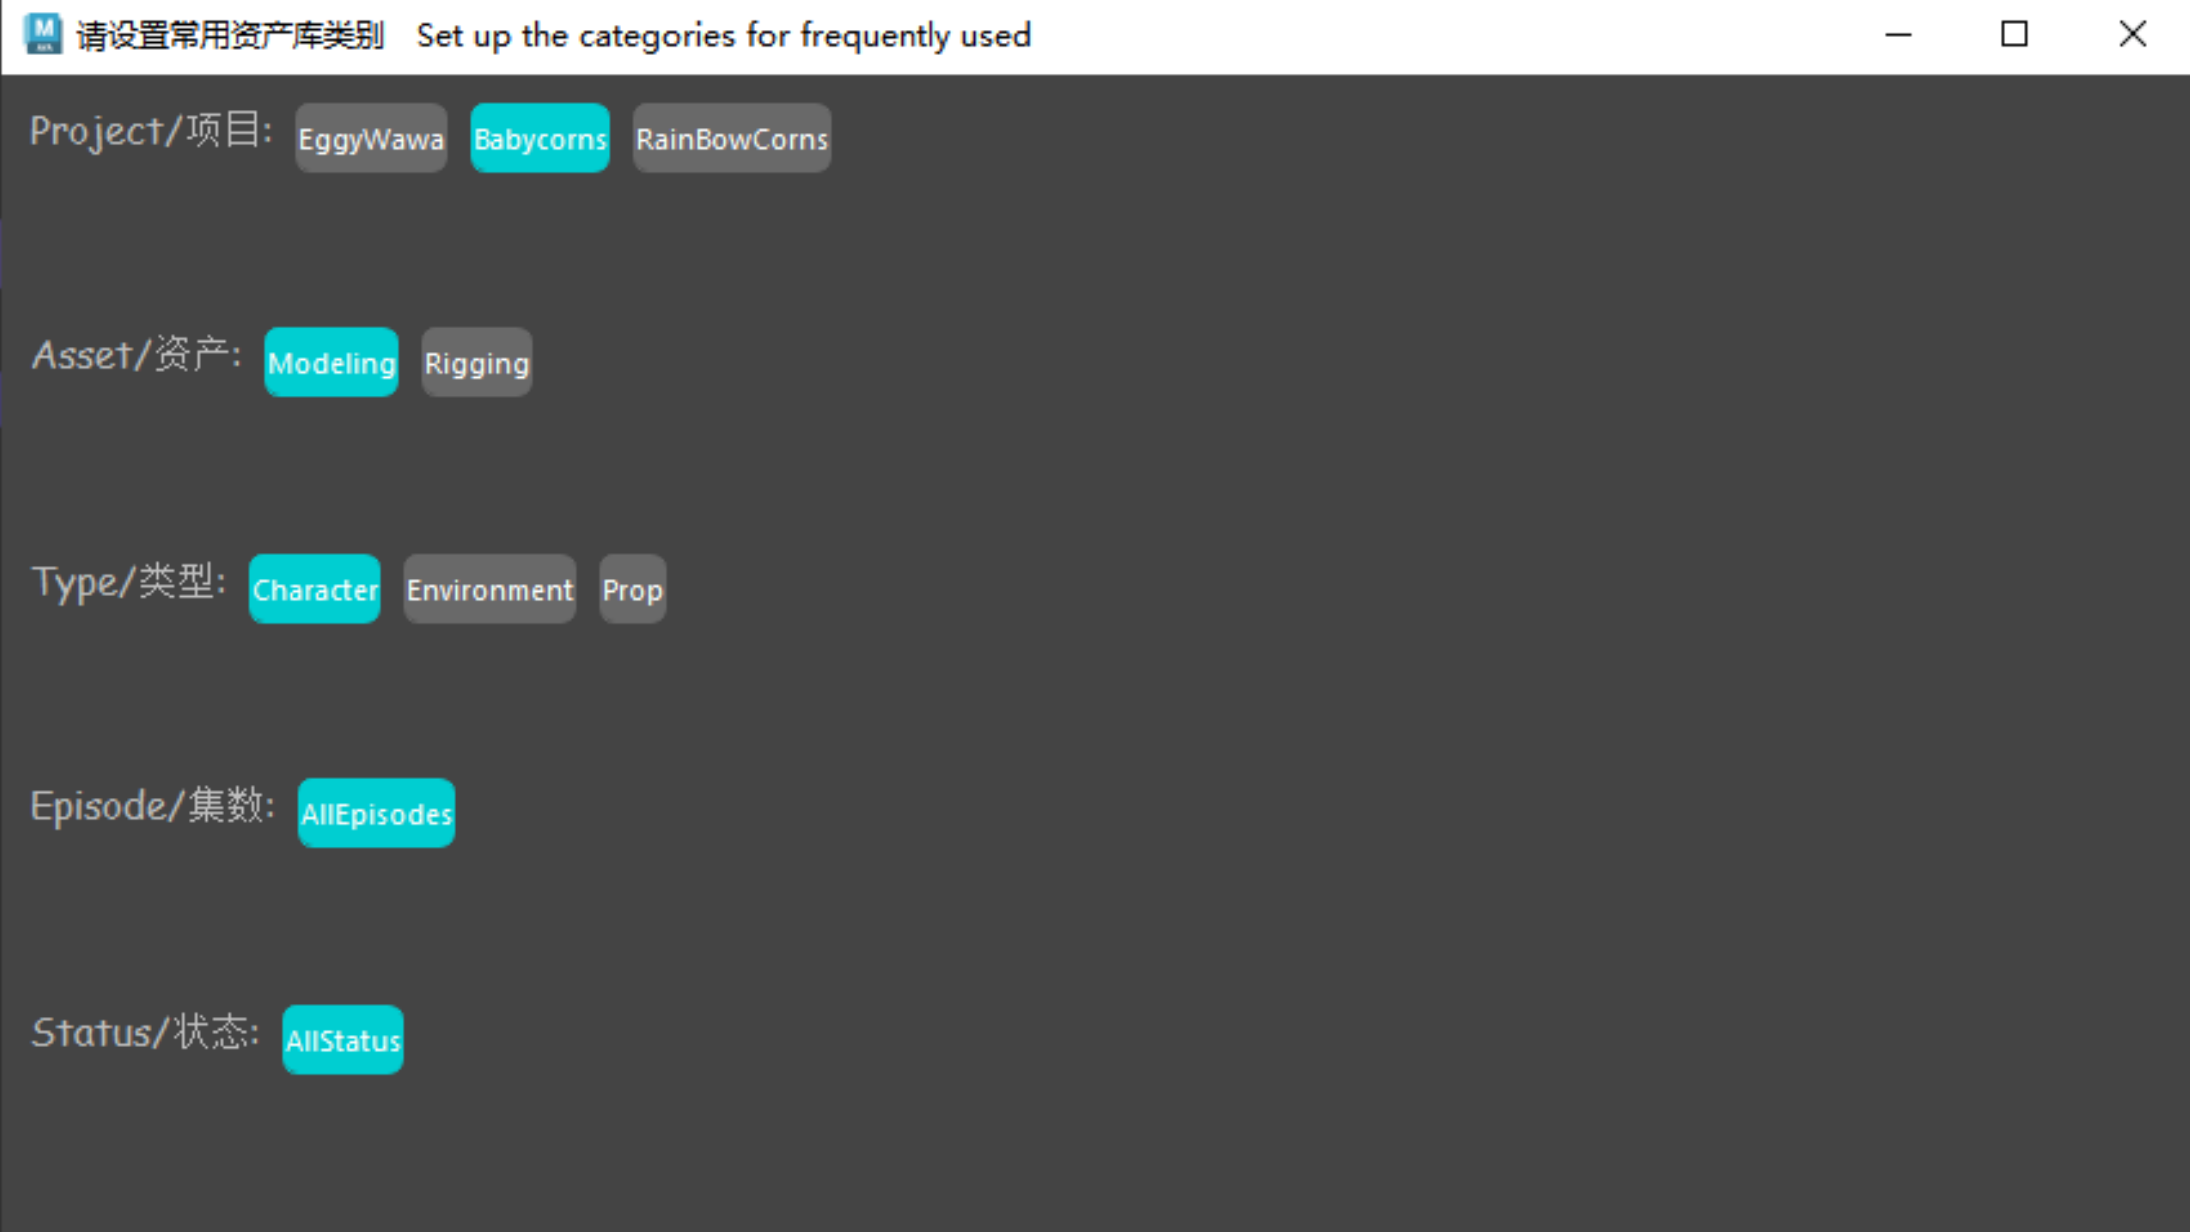 请设置常用资产库类别 Set up the categories for frequently used
Project/项目: EggyWawa Babycorns RainBowCorns
Asset/资产: Modeling Rigging
Type/类型: Character Environment Prop
Episode/集数: AllEpisodes
Status/状态: AllStatus